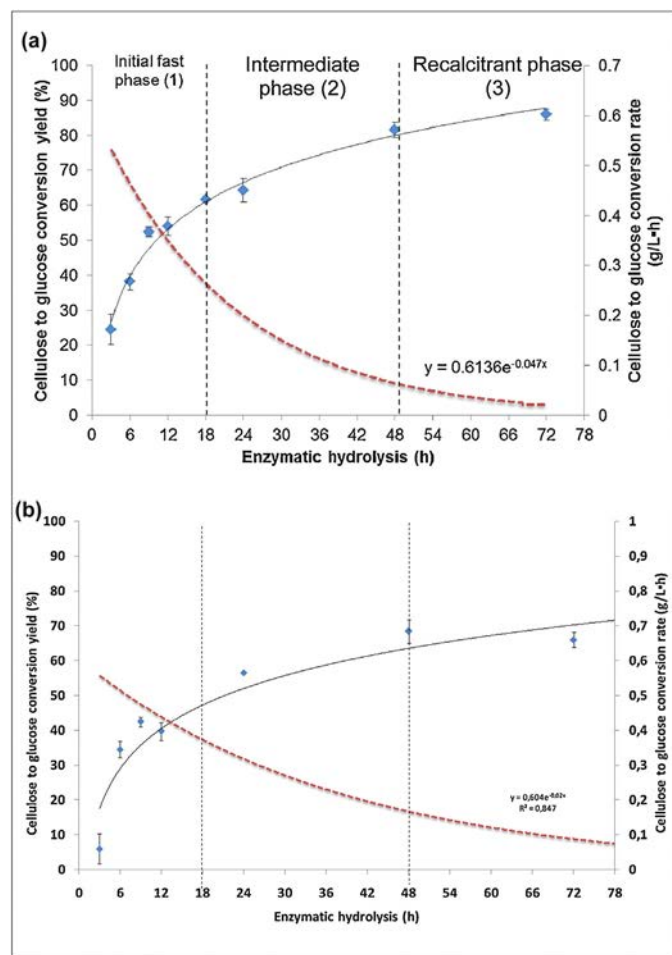 (a)
Initial fast
phase (1)
Intermediate
phase (2)
Recalcitrant phase
(3)
Cellulose to glucose conversion yield (%)
100
90
80
70
60
50
40
30
20
10
0
0.7
0.6
0.5
0.4
0.3
0.2
0.1
0
Cellulose to glucose conversion rate
(g/L•h)
y = 0.6136e-0.047x
0 6 12 18 24 30 36 42 48 54 60 66 72 78
Enzymatic hydrolysis (h)
(b)
Cellulose to glucose conversion yield
(%)
100
90
80
70
60
50
40
30
20
10
0
1
0,9
0,8
0,7
0,6
0,5
0,4
0,3
0,2
0,1
0
Cellulose to glucose conversion rate (g/L•h)
y = 0,604e-0,02x
R² = 0,847
0 6 12 18 24 30 36 42 48 54 60 66 72 78
Enzymatic hydrolysis (h)